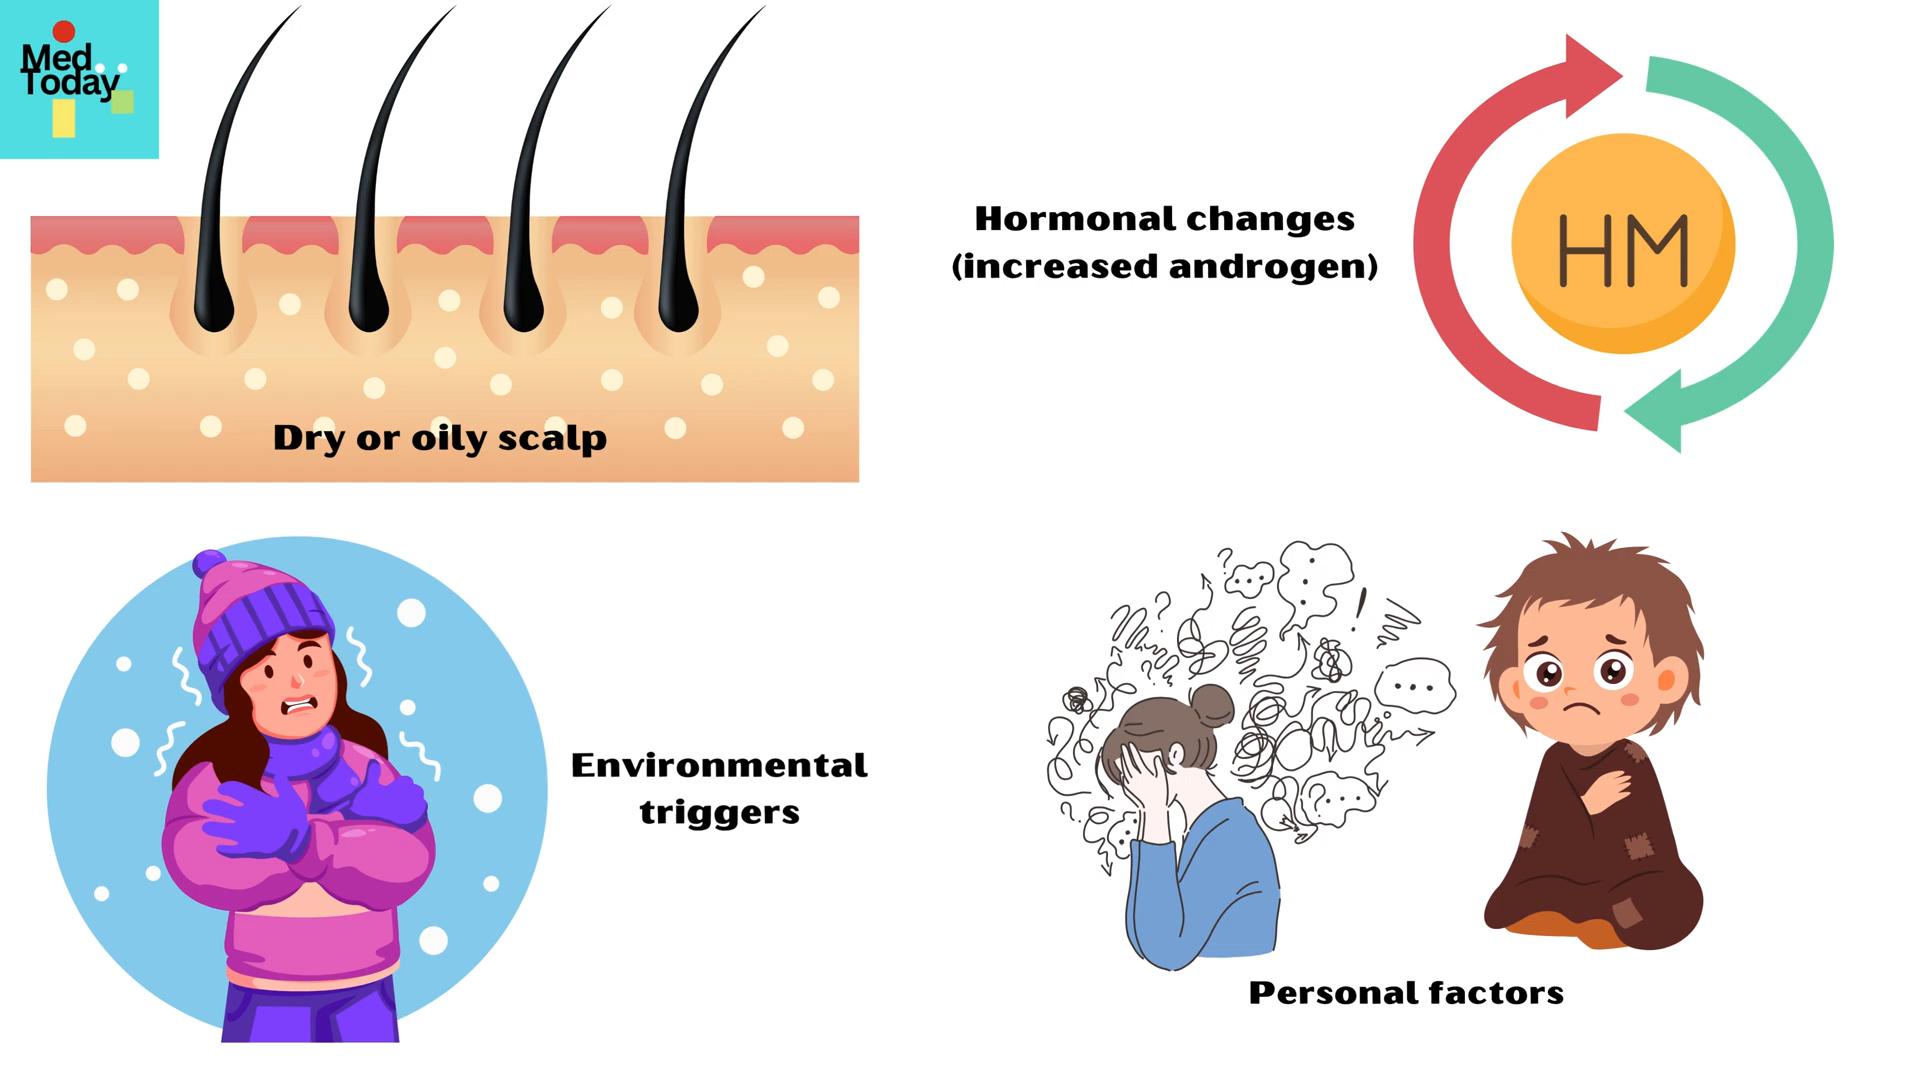 Med
Today
Hormonal changes
(increased androgen)
HM
Dry or oily scalp
Environmental
triggers
Personal factors